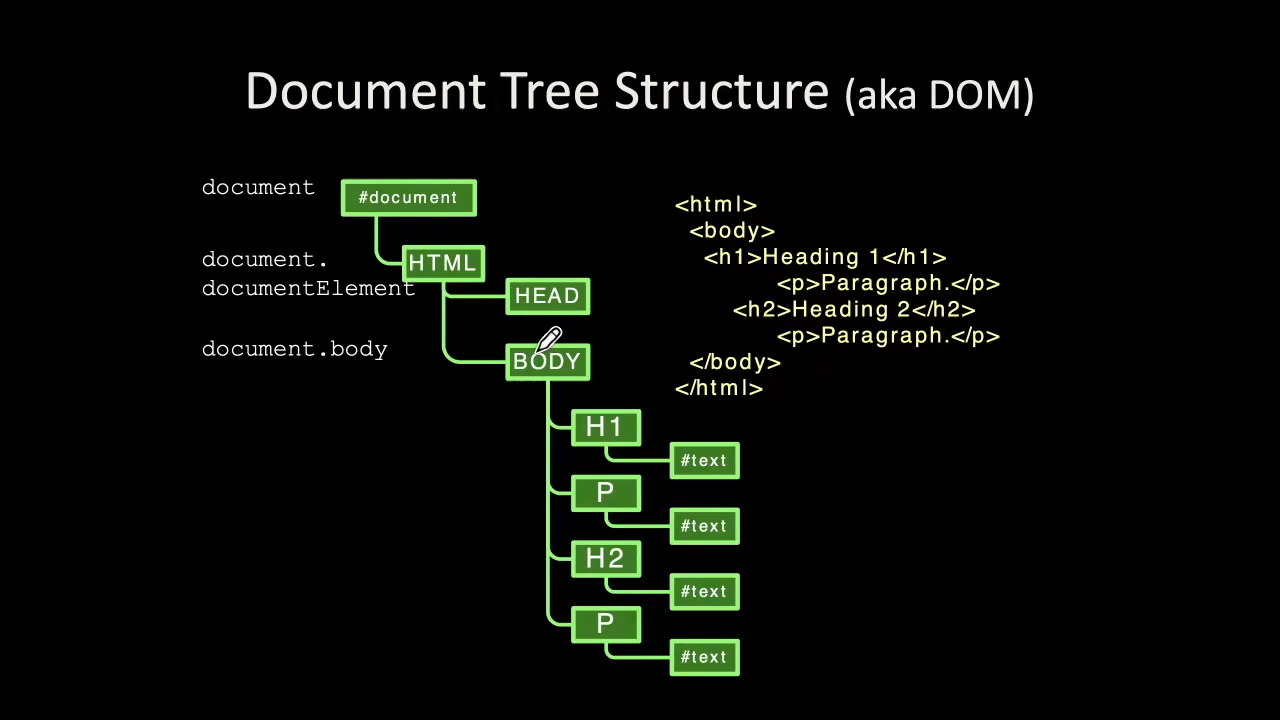 Document Tree Structure (aka DOM)
document
#document
document.
documentElement
HTML
HEAD
document.body
BODY
H1
#text
P
#text
H2
#text
P
#text
<html>
<body>
<h1>Heading 1</h1>
<p>Paragraph.</p>
<h2>Heading 2</h2>
<p>Paragraph.</p>
</body>
</html>